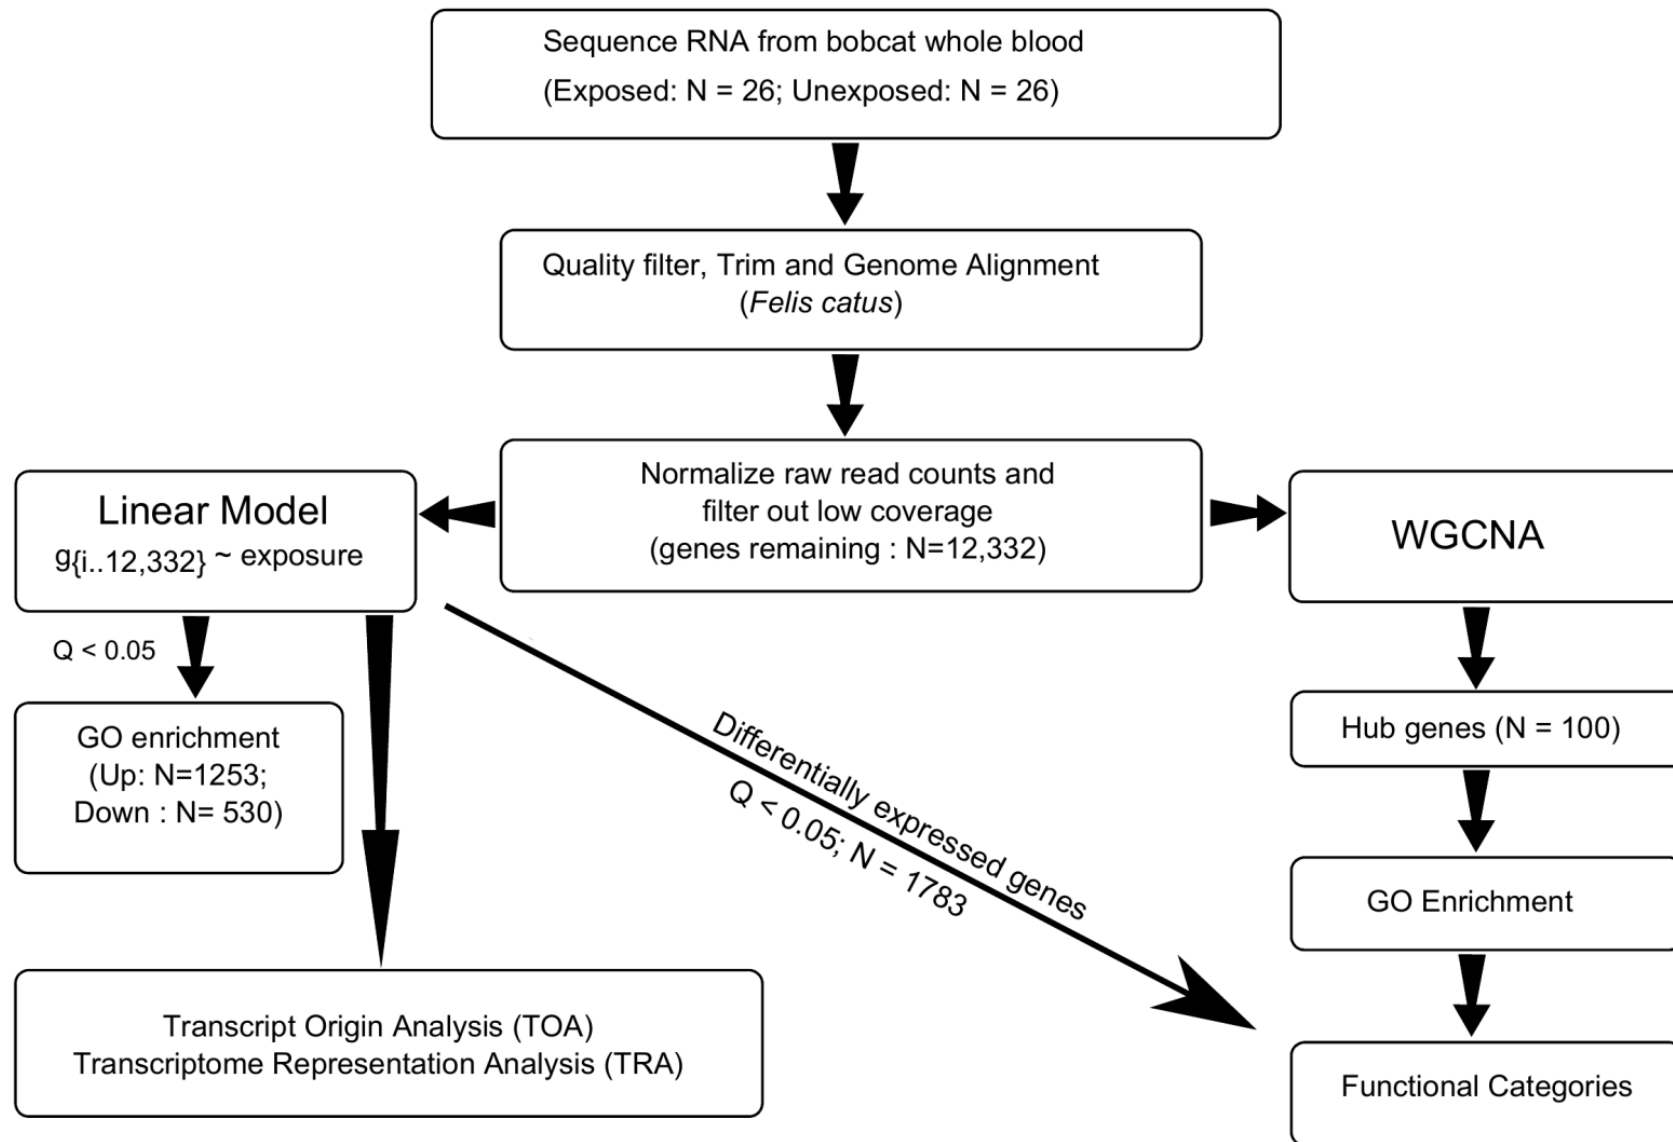 Sequence RNA from bobcat whole blood
(Exposed: N = 26; Unexposed: N = 26)
Quality filter, Trim and Genome Alignment
(Felis catus)
Normalize raw read counts and
filter out low coverage
(genes remaining : N=12,332)
Linear Model
g{i..12,332} ~ exposure
WGCNA
Q < 0.05
GO enrichment
(Up: N=1253;
Down : N= 530)
Differentially expressed genes
Q < 0.05; N = 1783
Hub genes (N = 100)
GO Enrichment
Transcript Origin Analysis (TOA)
Transcriptome Representation Analysis (TRA)
Functional Categories